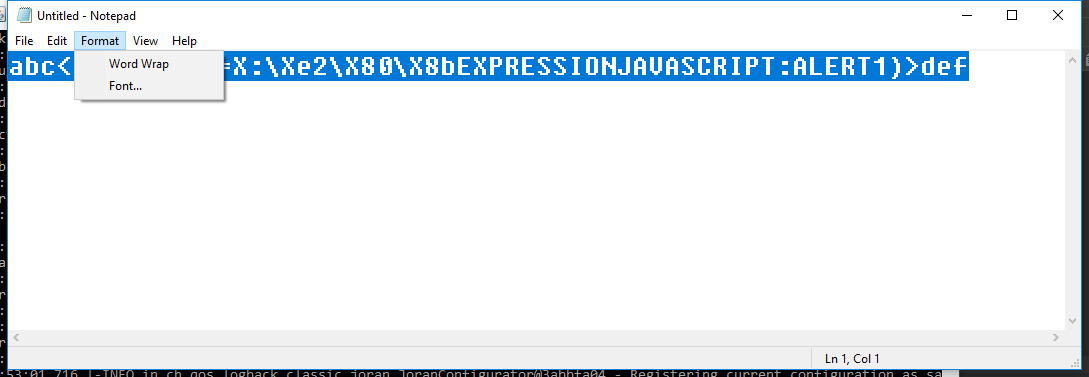 Untitled - Notepad
File Edit Format View Help
abc< =X:\Xe2\X80\X8bEXPRESSIONJAVASCRIPT:ALERT1)>def
Word Wrap
Font...
Ln 1, Col 1
:53:01,716 |-INFO in ch.qos.logback.classic.joran.JoranConfigurator@3abbfa04 - Registering current configuration as sa